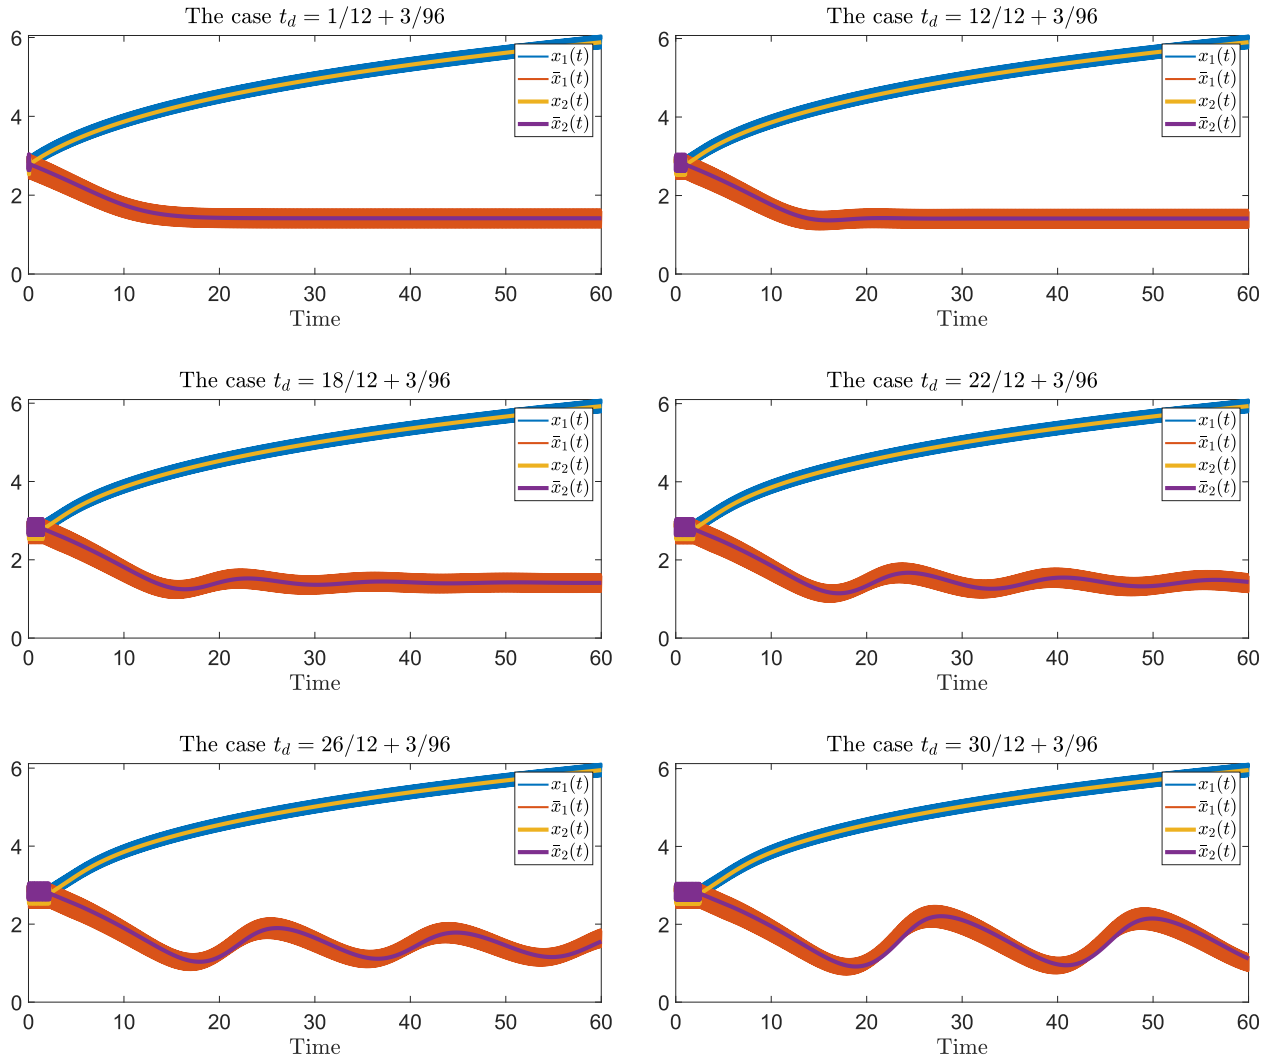 The case $t_d = 1/12 + 3/96$
6
4
2
0
0 10 20 30 40 50 60
Time
$x_1(t)$
$\bar{x}_1(t)$
$x_2(t)$
$\bar{x}_2(t)$
The case $t_d = 12/12 + 3/96$
6
4
2
0
0 10 20 30 40 50 60
Time
$x_1(t)$
$\bar{x}_1(t)$
$x_2(t)$
$\bar{x}_2(t)$
The case $t_d = 18/12 + 3/96$
6
4
2
0
0 10 20 30 40 50 60
Time
$x_1(t)$
$\bar{x}_1(t)$
$x_2(t)$
$\bar{x}_2(t)$
The case $t_d = 22/12 + 3/96$
6
4
2
0
0 10 20 30 40 50 60
Time
$x_1(t)$
$\bar{x}_1(t)$
$x_2(t)$
$\bar{x}_2(t)$
The case $t_d = 26/12 + 3/96$
6
4
2
0
0 10 20 30 40 50 60
Time
$x_1(t)$
$\bar{x}_1(t)$
$x_2(t)$
$\bar{x}_2(t)$
The case $t_d = 30/12 + 3/96$
6
4
2
0
0 10 20 30 40 50 60
Time
$x_1(t)$
$\bar{x}_1(t)$
$x_2(t)$
$\bar{x}_2(t)$